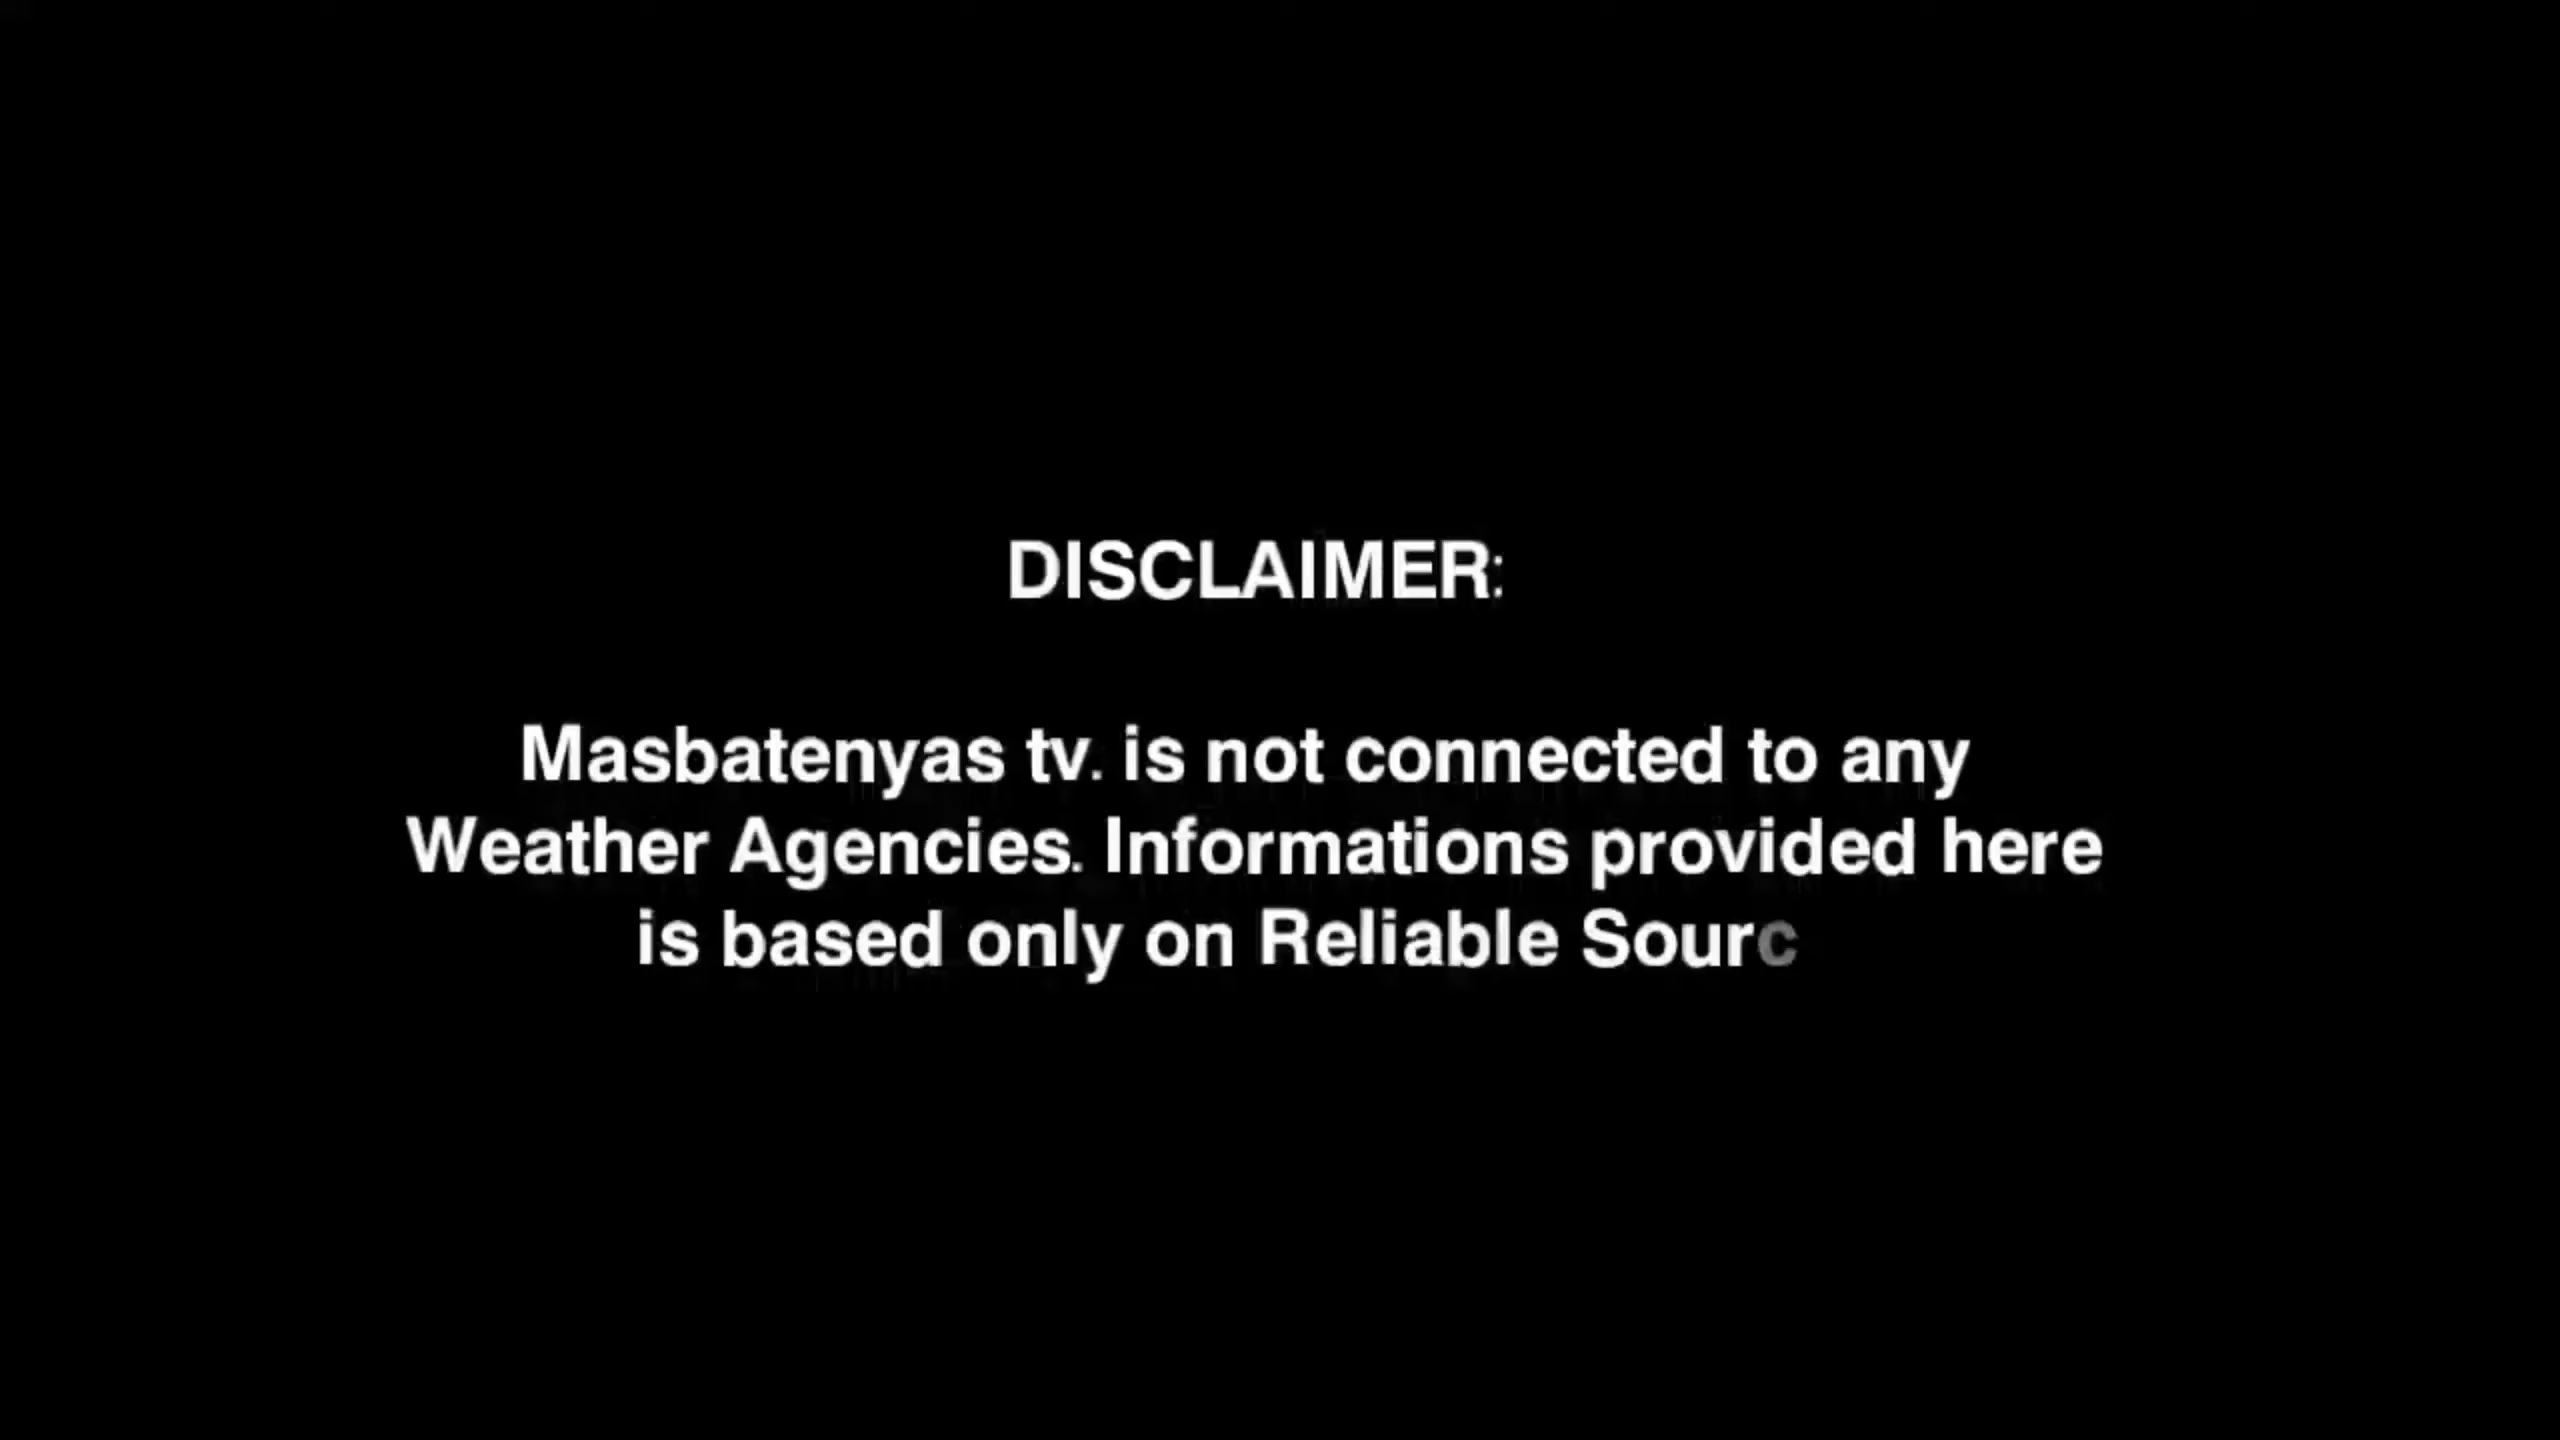 DISCLAIMER:
Masbatenyas tv. is not connected to any
Weather Agencies. Informations provided here
is based only on Reliable Sourc